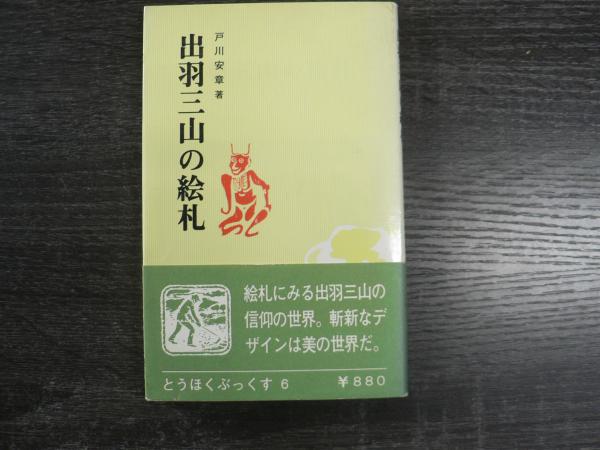 戸川安章著
出羽三山の絵札
絵札にみる出羽三山の
信仰の世界。斬新なデ
ザインは美の世界だ。
とうほくぶっくす 6
￥880